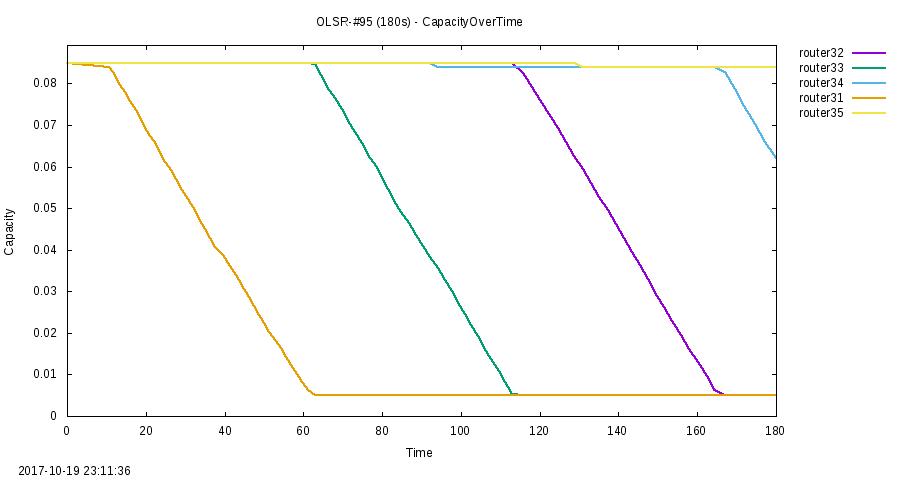 OLSR-#95 (180s) - CapacityOverTime
router32
router33
router34
router31
router35
0.08
0.07
0.06
0.05
0.04
0.03
0.02
0.01
0
Capacity
0 20 40 60 80 100 120 140 160 180
Time
2017-10-19 23:11:36